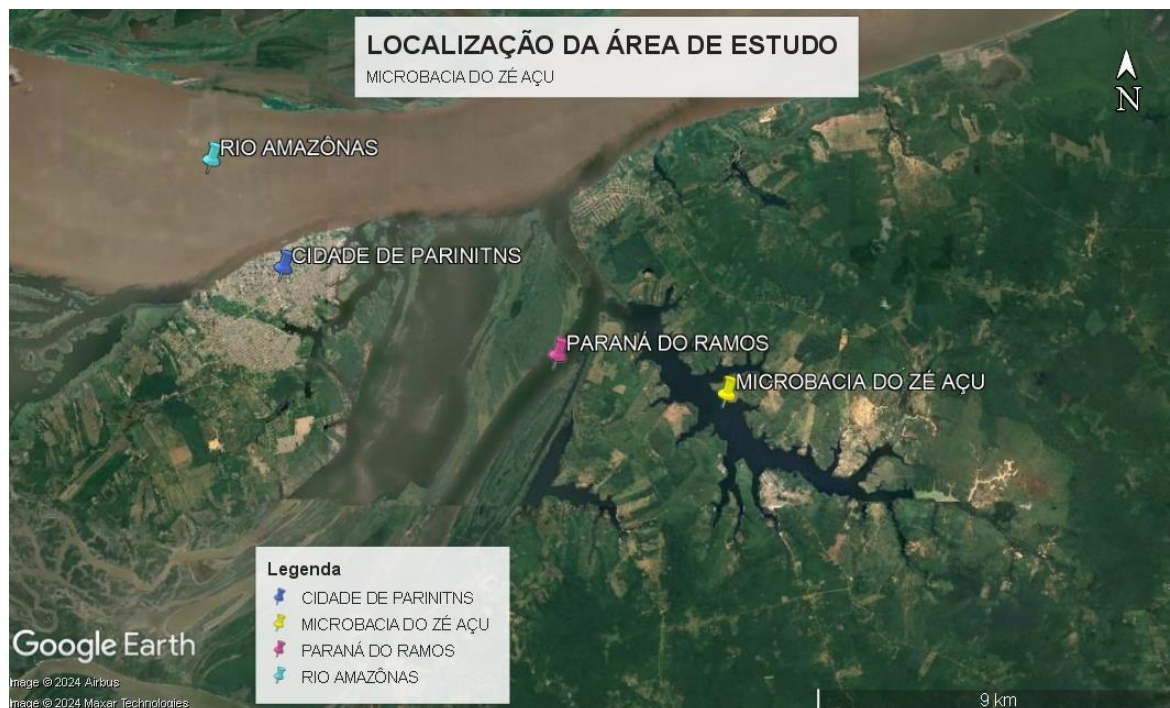 LOCALIZAÇÃO DA ÁREA DE ESTUDO
MICROBACIA DO ZÉ AÇU
N
RIO AMAZÔNAS
CIDADE DE PARINITNS
PARANÁ DO RAMOS
MICROBACIA DO ZÉ AÇU
Legenda
CIDADE DE PARINITNS
MICROBACIA DO ZÉ AÇU
PARANÁ DO RAMOS
RIO AMAZÔNAS
Google Earth
Image © 2024 Airbus
Image © 2024 Maxar Technologies
9 km